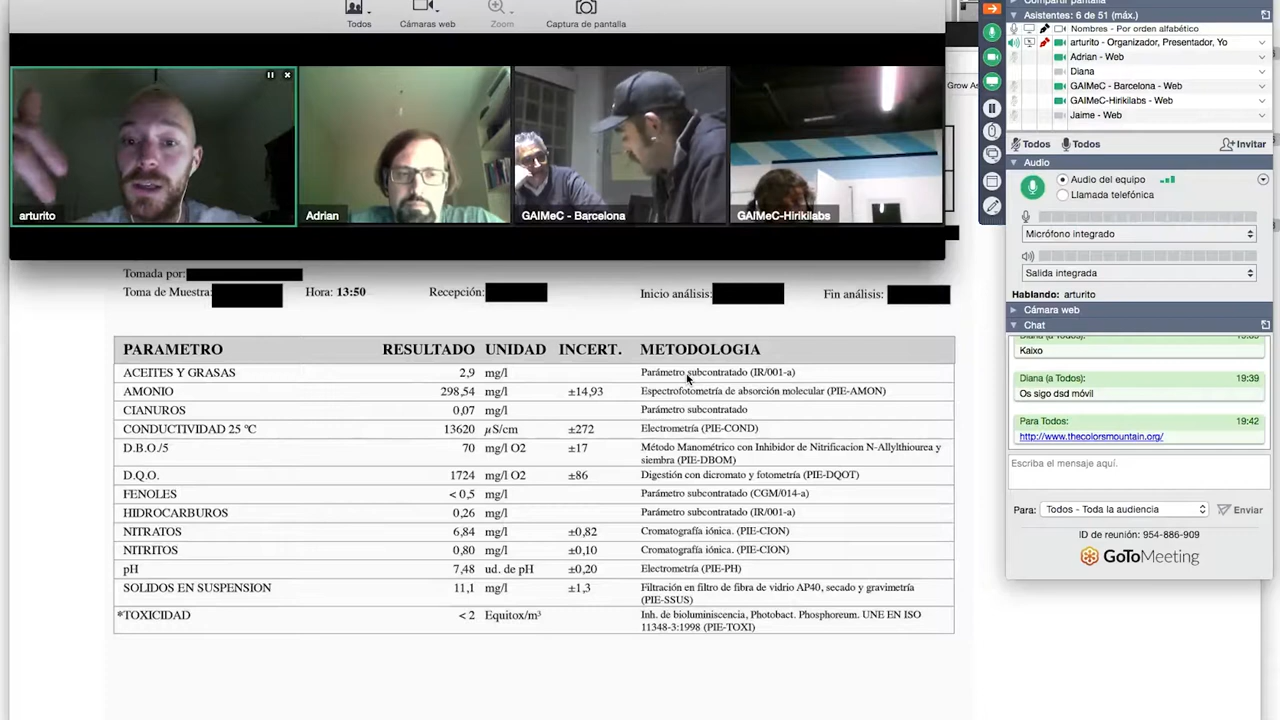 Todos
Cámaras web
Zoom
Captura de pantalla
arturito
Adrian
GAIMeC - Barcelona
GAIMeC-Hirikilabs
Grow As
Tomada por:
Toma de Muestra: Hora: 13:50 Recepción: Inicio análisis: Fin análisis:
PARAMETRO RESULTADO UNIDAD INCERT. METODOLOGIA
ACEITES Y GRASAS 2,9 mg/l Parámetro subcontratado (IR/001-a)
AMONIO 298,54 mg/l ±14,93 Espectrofotometría de absorción molecular (PIE-AMON)
CIANUROS 0,07 mg/l Parámetro subcontratado
CONDUCTIVIDAD 25 ºC 13620 µS/cm ±272 Electrometría (PIE-COND)
D.B.O./5 70 mg/l O2 ±17 Método Manométrico con Inhibidor de Nitrificacion N-Allylthiourea y
siembra (PIE-DBOM)
D.Q.O. 1724 mg/l O2 ±86 Digestión con dicromato y fotometría (PIE-DQOT)
FENOLES < 0,5 mg/l Parámetro subcontratado (CGM/014-a)
HIDROCARBUROS 0,26 mg/l Parámetro subcontratado (IR/001-a)
NITRATOS 6,84 mg/l ±0,82 Cromatografía iónica. (PIE-CION)
NITRITOS 0,80 mg/l ±0,10 Cromatografía iónica. (PIE-CION)
pH 7,48 ud. de pH ±0,20 Electrometría (PIE-PH)
SOLIDOS EN SUSPENSION 11,1 mg/l ±1,3 Filtración en filtro de fibra de vidrio AP40, secado y gravimetría
(PIE-SSUS)
*TOXICIDAD < 2 Equitox/m³ Inh. de bioluminiscencia, Photobact. Phosphoreum. UNE EN ISO
11348-3:1998 (PIE-TOXI)
Compartir pantalla
Asistentes: 6 de 51 (máx.)
Nombres - Por orden alfabético
arturito - Organizador, Presentador, Yo
Adrian - Web
Diana
GAIMeC - Barcelona - Web
GAIMeC-Hirikilabs - Web
Jaime - Web
Todos Todos Invitar
Audio
Audio del equipo
Llamada telefónica
Micrófono integrado
Salida integrada
Hablando: arturito
Cámara web
Chat
Kaixo
Diana (a Todos): 19:39
Os sigo dsd móvil
Para Todos: 19:42
http://www.thecolorsmountain.org/
Escriba el mensaje aquí.
Para: Todos - Toda la audiencia Enviar
ID de reunión: 954-886-909
GoToMeeting